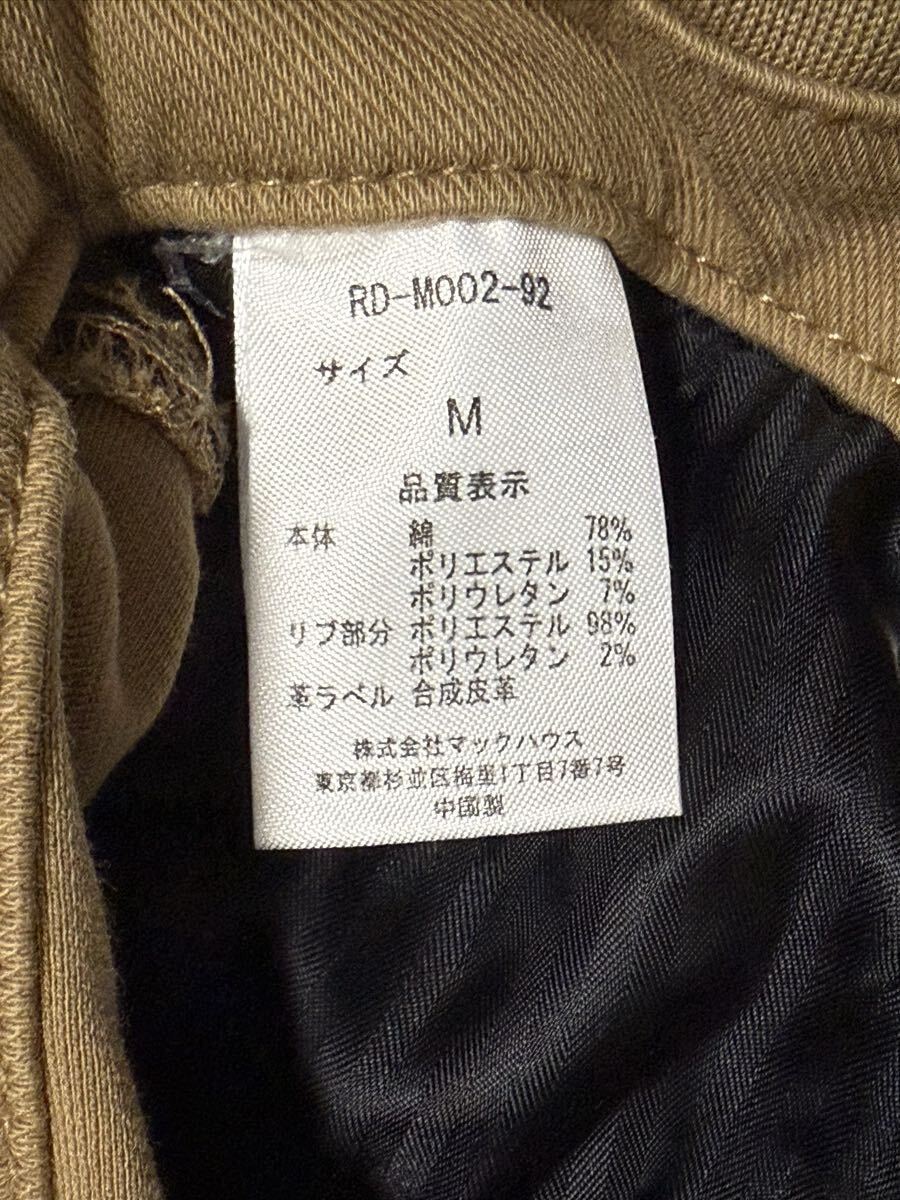 RD-M002-92
サイズ
M
品質表示
本体 綿 78%
ポリエステル 15%
ポリウレタン 7%
リブ部分 ポリエステル 98%
ポリウレタン 2%
革ラベル 合成皮革
株式会社マックハウス
東京都杉並区梅里1丁目7番7号
中国製